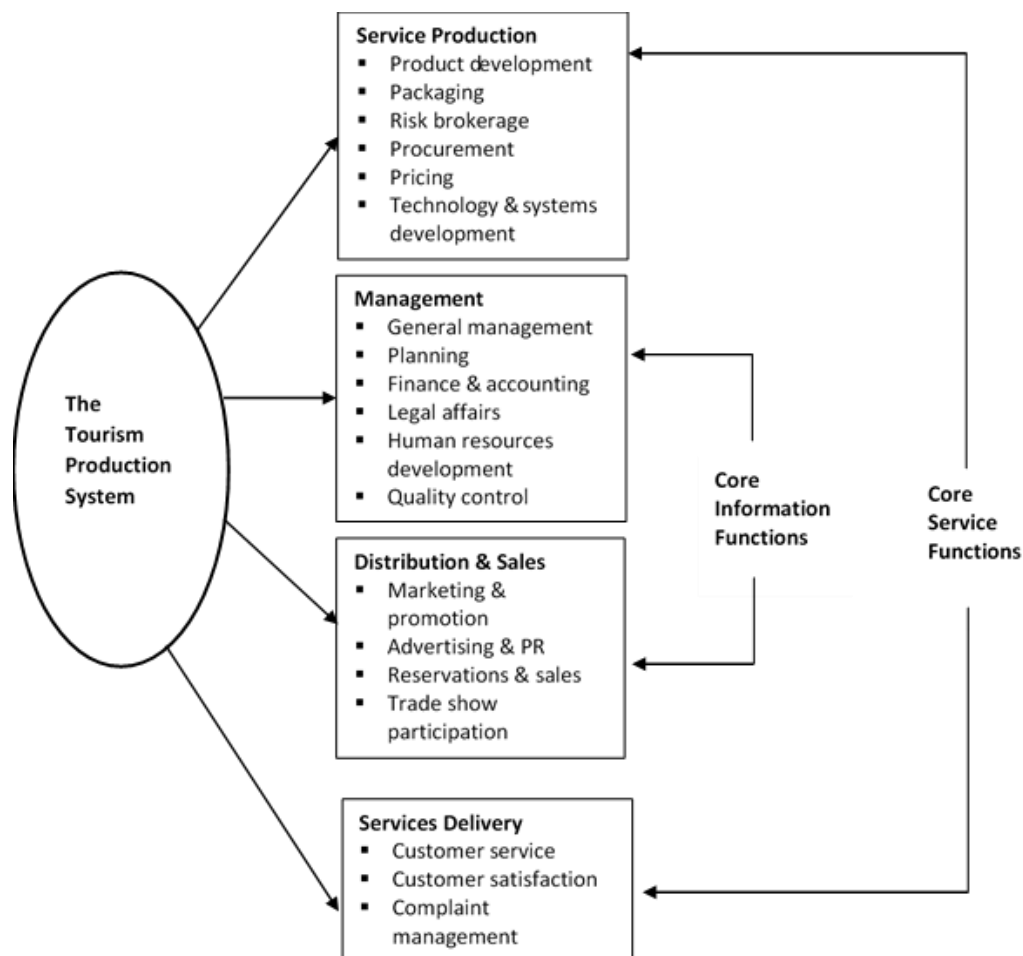 Service Production
▪ Product development
▪ Packaging
▪ Risk brokerage
▪ Procurement
▪ Pricing
▪ Technology & systems
development
Management
▪ General management
▪ Planning
▪ Finance & accounting
▪ Legal affairs
▪ Human resources
development
▪ Quality control
The
Tourism
Production
System
Core
Information
Functions
Core
Service
Functions
Distribution & Sales
▪ Marketing &
promotion
▪ Advertising & PR
▪ Reservations & sales
▪ Trade show
participation
Services Delivery
▪ Customer service
▪ Customer satisfaction
▪ Complaint
management